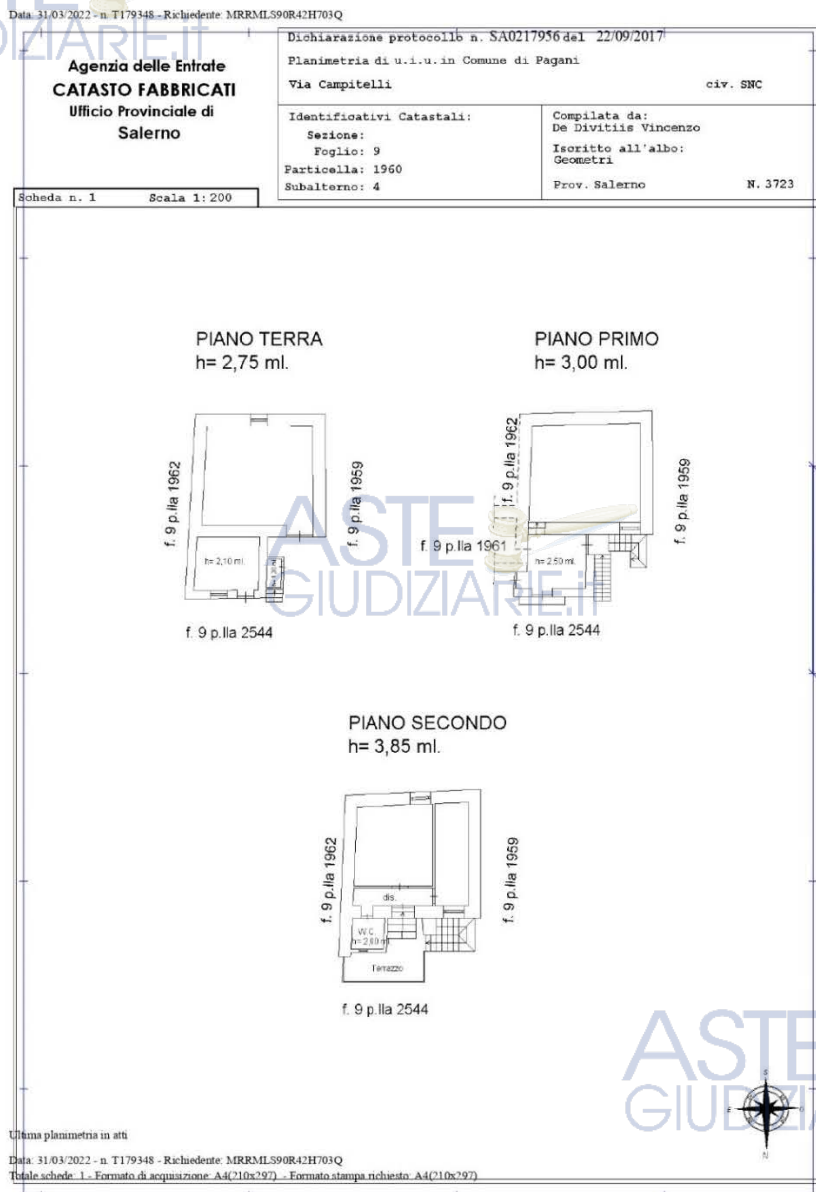 Data: 31/03/2022 - n. T179348 - Richiedente: MRRMLS90R42H703Q
DIZIARIE.it
Agenzia delle Entrate
CATASTO FABBRICATI
Ufficio Provinciale di
Salerno
Dichiarazione protocollo n. SA0217956 del 22/09/2017
Planimetria di u.i.u. in Comune di Pagani
Via Campitelli civ. SNC
Identificativi Catastali:
Sezione:
Foglio: 9
Particella: 1960
Subalterno: 4
Compilata da:
De Divitiis Vincenzo
Iscritto all'albo:
Geometri
Prov. Salerno N. 3723
Scheda n. 1 Scala 1:200
PIANO TERRA
h= 2,75 ml.
f. 9 p.lla 1962
f. 9 p.lla 1959
h= 2,10 ml.
f. 9 p.lla 2544
PIANO PRIMO
h= 3,00 ml.
f. 9 p.lla 1962
f. 9 p.lla 1959
f. 9 p.lla 1961
h= 2,50 ml.
f. 9 p.lla 2544
ASTE
GIUDIZIARIE.it
PIANO SECONDO
h= 3,85 ml.
f. 9 p.lla 1962
f. 9 p.lla 1959
dis.
W.C.
h= 2,80 ml
Terrazzo
f. 9 p.lla 2544
ASTE
GIUDIZIA
S
E
O
N
Ultima planimetria in atti
Data: 31/03/2022 - n. T179348 - Richiedente: MRRMLS90R42H703Q
Totale schede: 1 - Formato di acquisizione: A4(210x297) - Formato stampa richiesto: A4(210x297)